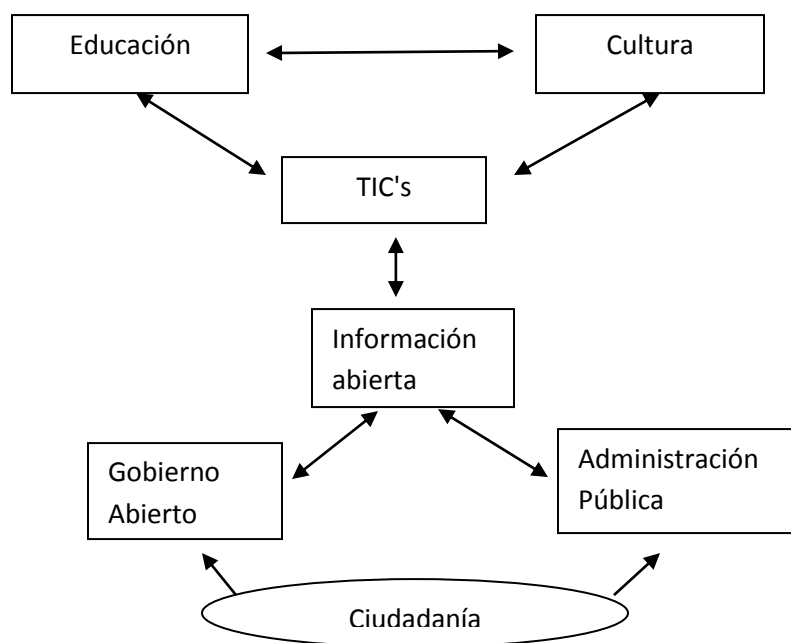 Educación
Cultura
TIC's
Información
abierta
Gobierno
Abierto
Administración
Pública
Ciudadanía